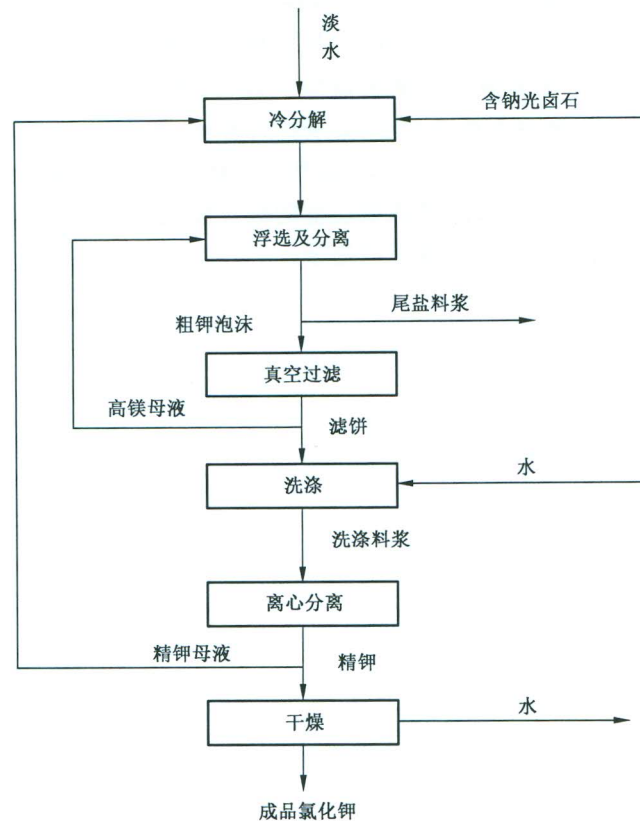 淡
水
含钠光卤石
冷分解
浮选及分离
尾盐料浆
粗钾泡沫
真空过滤
高镁母液
滤饼
水
洗涤
洗涤料浆
离心分离
精钾母液
精钾
水
干燥
成品氯化钾